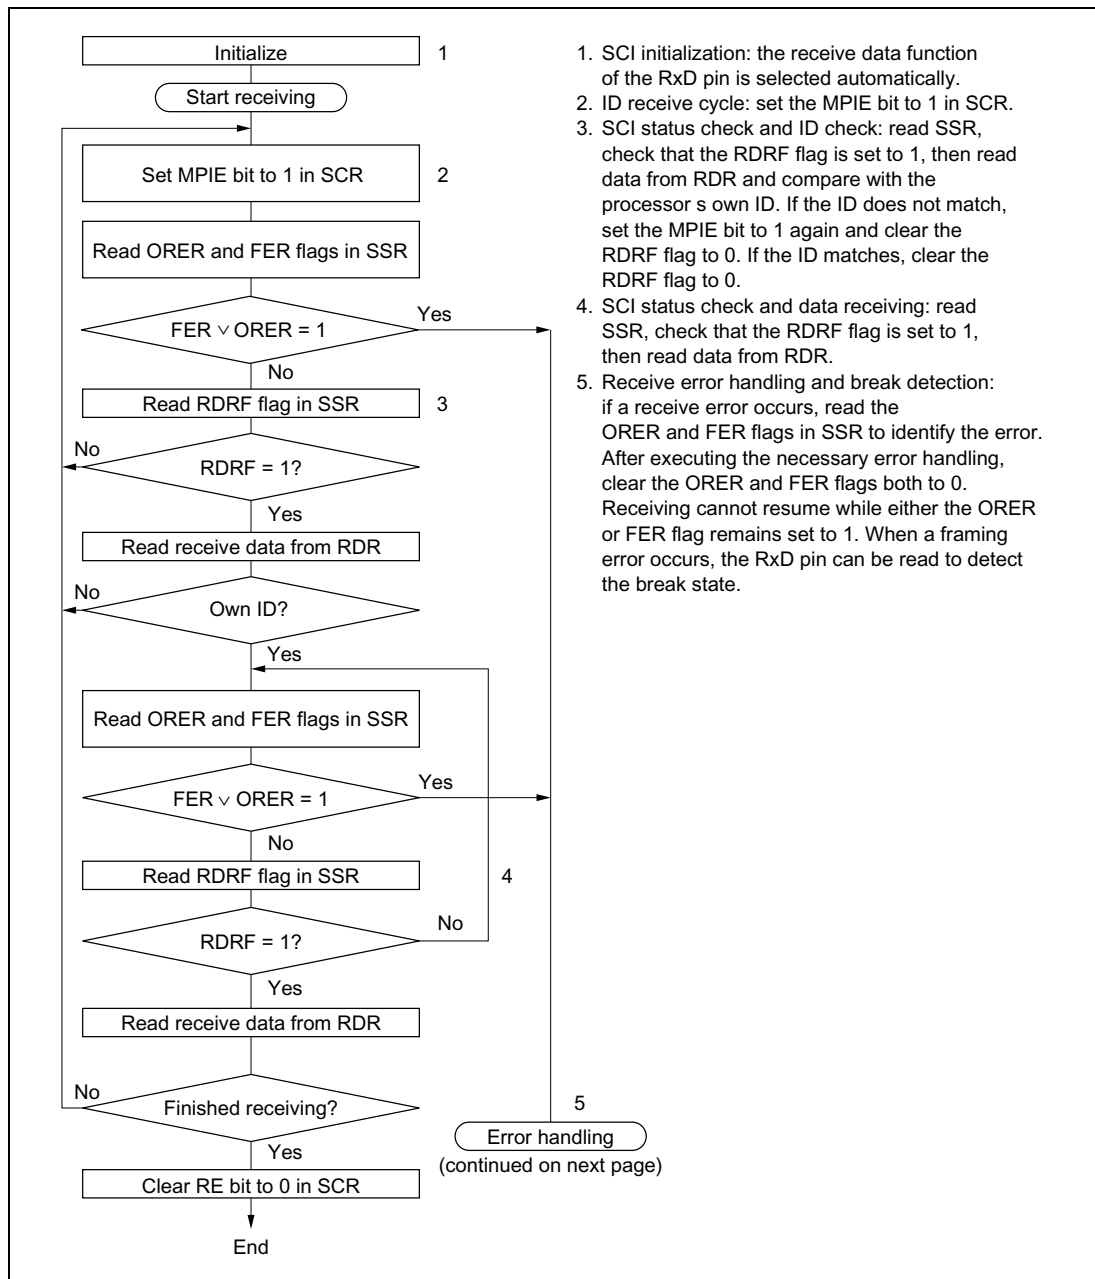 Initialize
1
Start receiving
Set MPIE bit to 1 in SCR
2
Read ORER and FER flags in SSR
FER ∨ ORER = 1
Yes
No
Read RDRF flag in SSR
3
No
RDRF = 1?
Yes
Read receive data from RDR
No
Own ID?
Yes
Read ORER and FER flags in SSR
Yes
FER ∨ ORER = 1
No
Read RDRF flag in SSR
4
No
RDRF = 1?
Yes
Read receive data from RDR
No
Finished receiving?
5
Error handling
(continued on next page)
Yes
Clear RE bit to 0 in SCR
End
1. SCI initialization: the receive data function
of the RxD pin is selected automatically.
2. ID receive cycle: set the MPIE bit to 1 in SCR.
3. SCI status check and ID check: read SSR,
check that the RDRF flag is set to 1, then read
data from RDR and compare with the
processor s own ID. If the ID does not match,
set the MPIE bit to 1 again and clear the
RDRF flag to 0. If the ID matches, clear the
RDRF flag to 0.
4. SCI status check and data receiving: read
SSR, check that the RDRF flag is set to 1,
then read data from RDR.
5. Receive error handling and break detection:
if a receive error occurs, read the
ORER and FER flags in SSR to identify the error.
After executing the necessary error handling,
clear the ORER and FER flags both to 0.
Receiving cannot resume while either the ORER
or FER flag remains set to 1. When a framing
error occurs, the RxD pin can be read to detect
the break state.